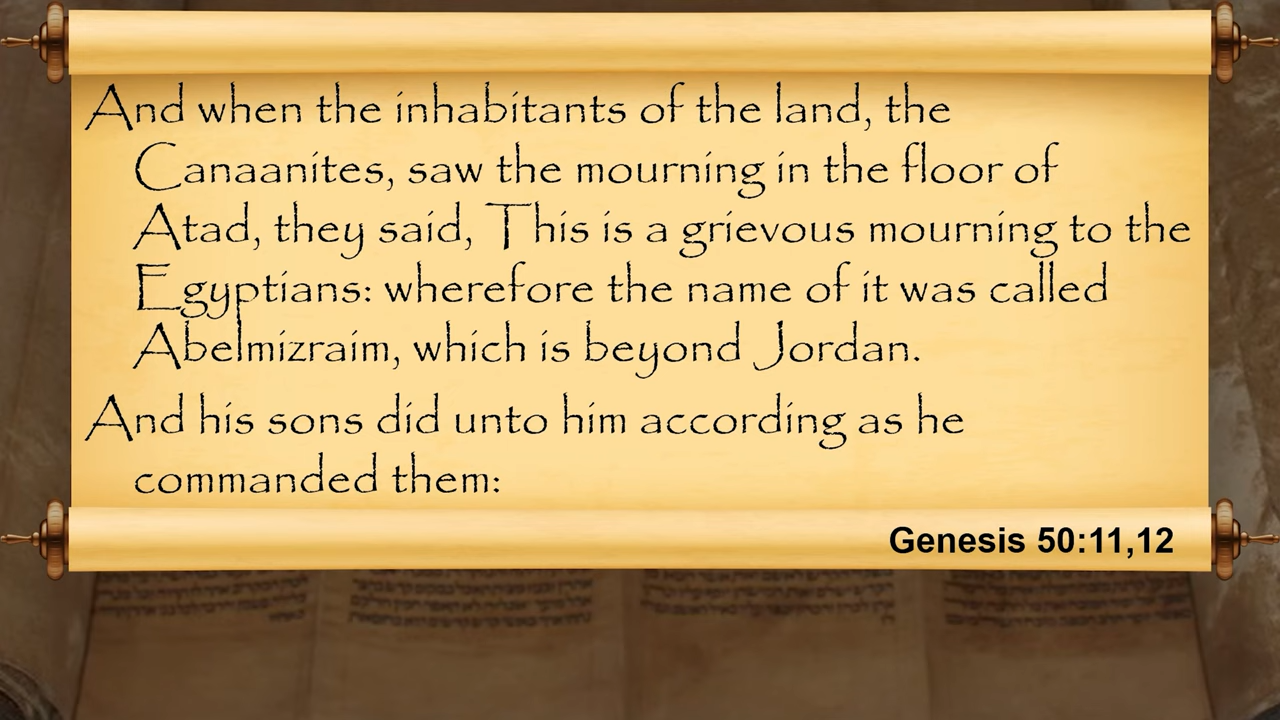 And when the inhabitants of the land, the
Canaanites, saw the mourning in the floor of
Atad, they said, This is a grievous mourning to the
Egyptians: wherefore the name of it was called
Abelmizraim, which is beyond Jordan.
And his sons did unto him according as he
commanded them:
Genesis 50:11,12